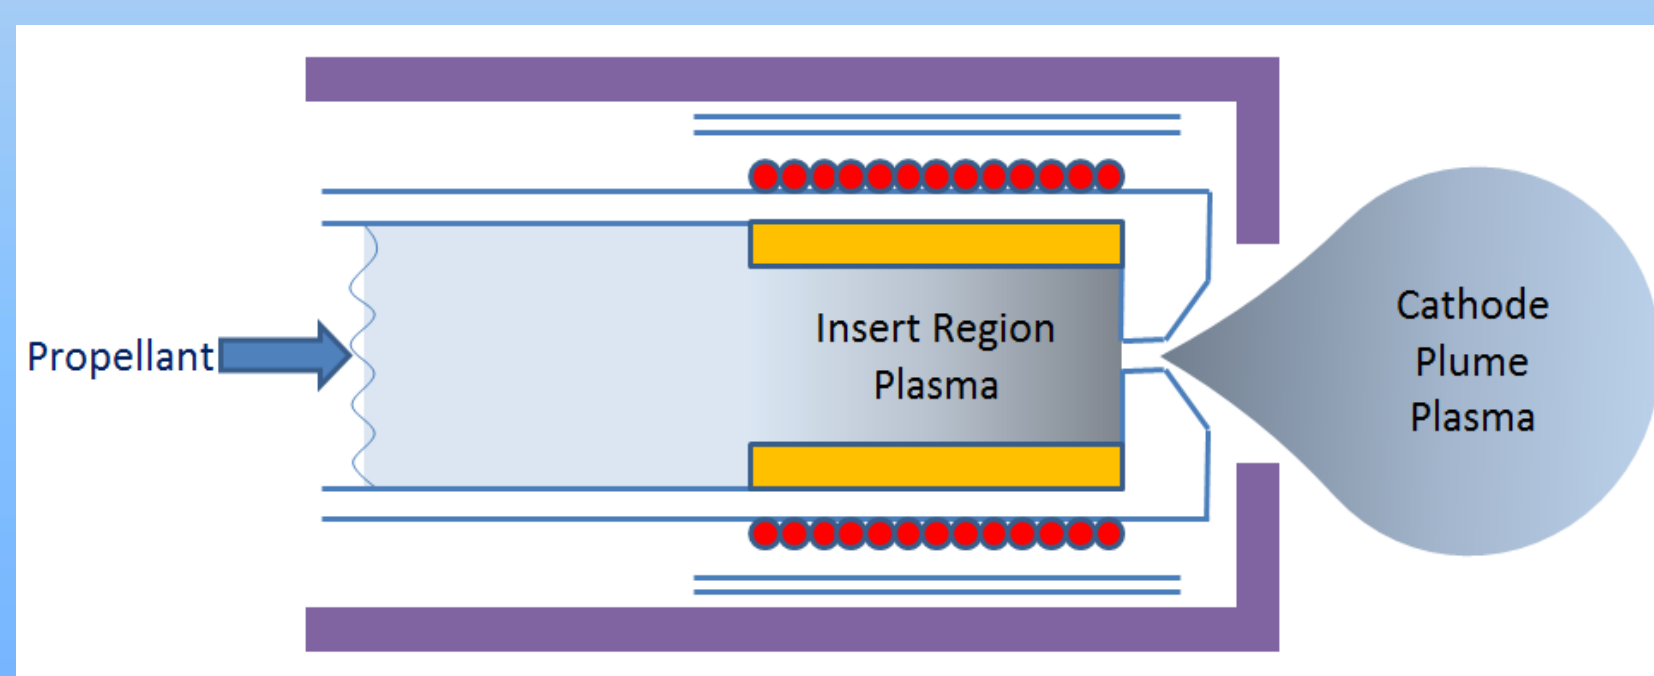 Propellant
Insert Region
Plasma
Cathode
Plume
Plasma